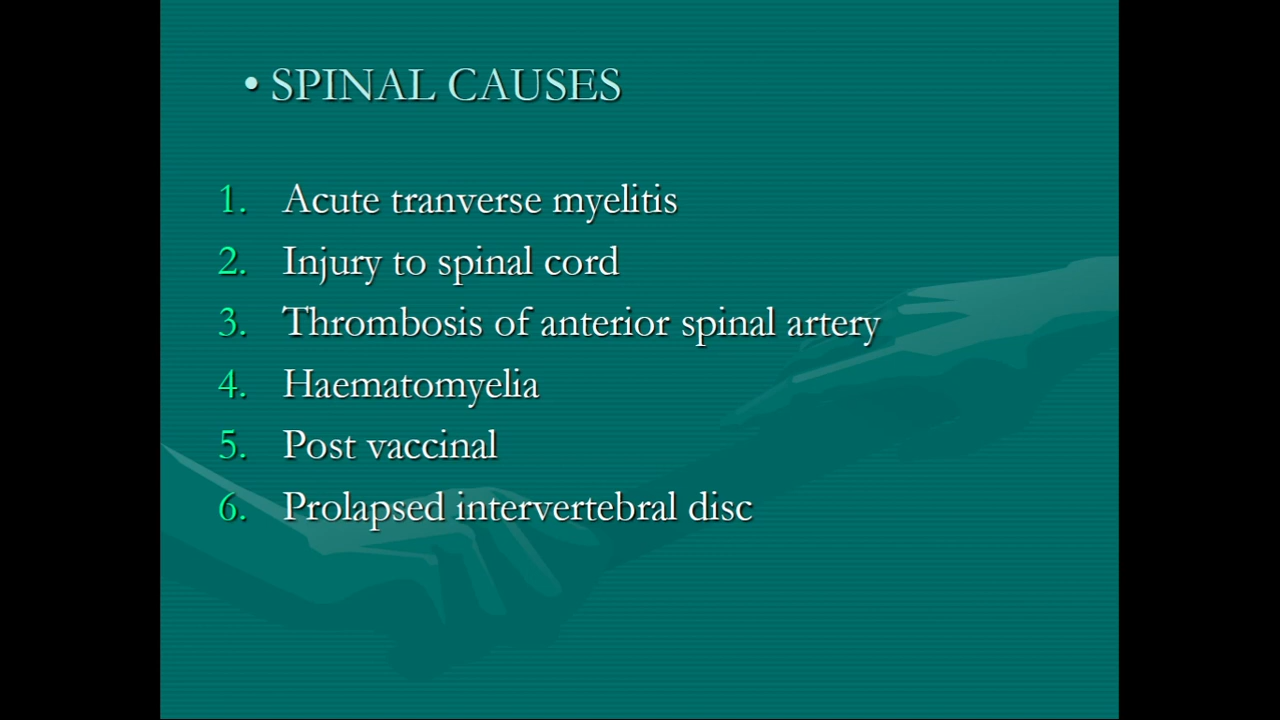 • SPINAL CAUSES
1. Acute tranverse myelitis
2. Injury to spinal cord
3. Thrombosis of anterior spinal artery
4. Haematomyelia
5. Post vaccinal
6. Prolapsed intervertebral disc